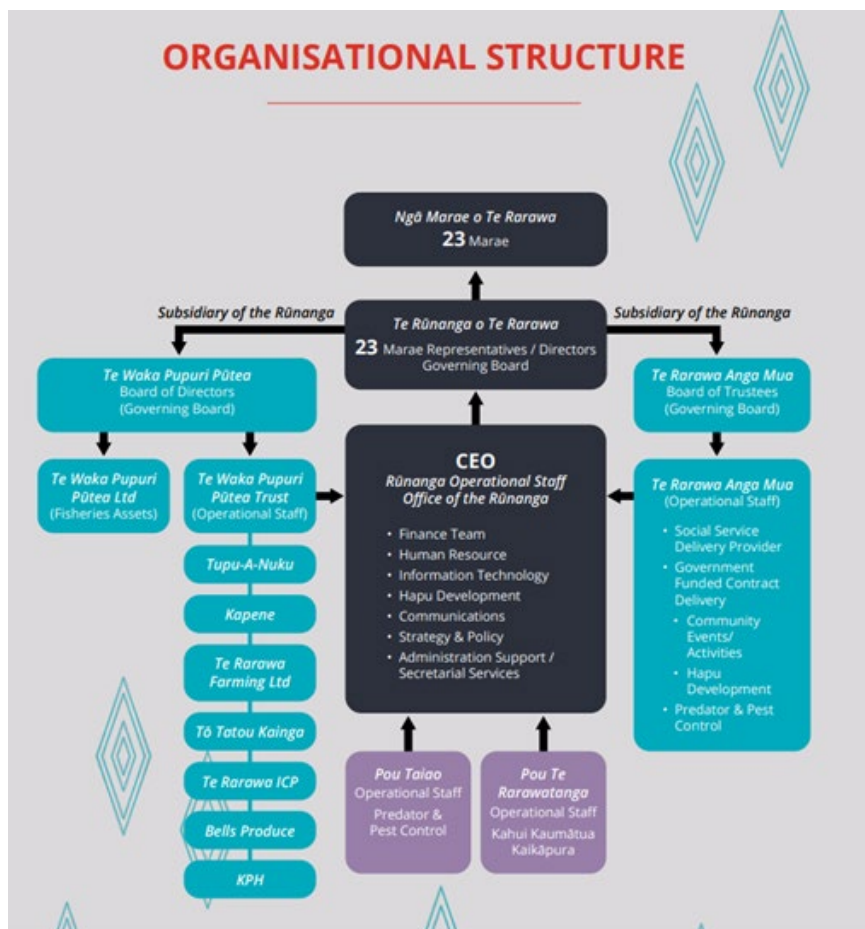 ORGANISATIONAL STRUCTURE
Ngā Marae o Te Rarawa
23 Marae
Subsidiary of the Rūnanga
Subsidiary of the Rūnanga
Te Rūnanga o Te Rarawa
23 Marae Representatives / Directors
Governing Board
Te Waka Pupuri Pūtea
Board of Directors
(Governing Board)
Te Rarawa Anga Mua
Board of Trustees
(Governing Board)
Te Waka Pupuri
Pūtea Ltd
(Fisheries Assets)
Te Waka Pupuri
Pūtea Trust
(Operational Staff)
Tupu-A-Nuku
Kapene
Te Rarawa
Farming Ltd
Tō Tatou Kainga
Te Rarawa ICP
Bells Produce
KPH
CEO
Rūnanga Operational Staff
Office of the Rūnanga
• Finance Team
• Human Resource
• Information Technology
• Hapu Development
• Communications
• Strategy & Policy
• Administration Support /
Secretarial Services
Te Rarawa Anga Mua
(Operational Staff)
• Social Service
Delivery Provider
• Government
Funded Contract
Delivery
• Community
Events/
Activities
• Hapu
Development
• Predator & Pest
Control
Pou Taiao
Operational Staff
Predator &
Pest Control
Pou Te
Rarawatanga
Operational Staff
Kahui Kaumātua
Kaikāpura